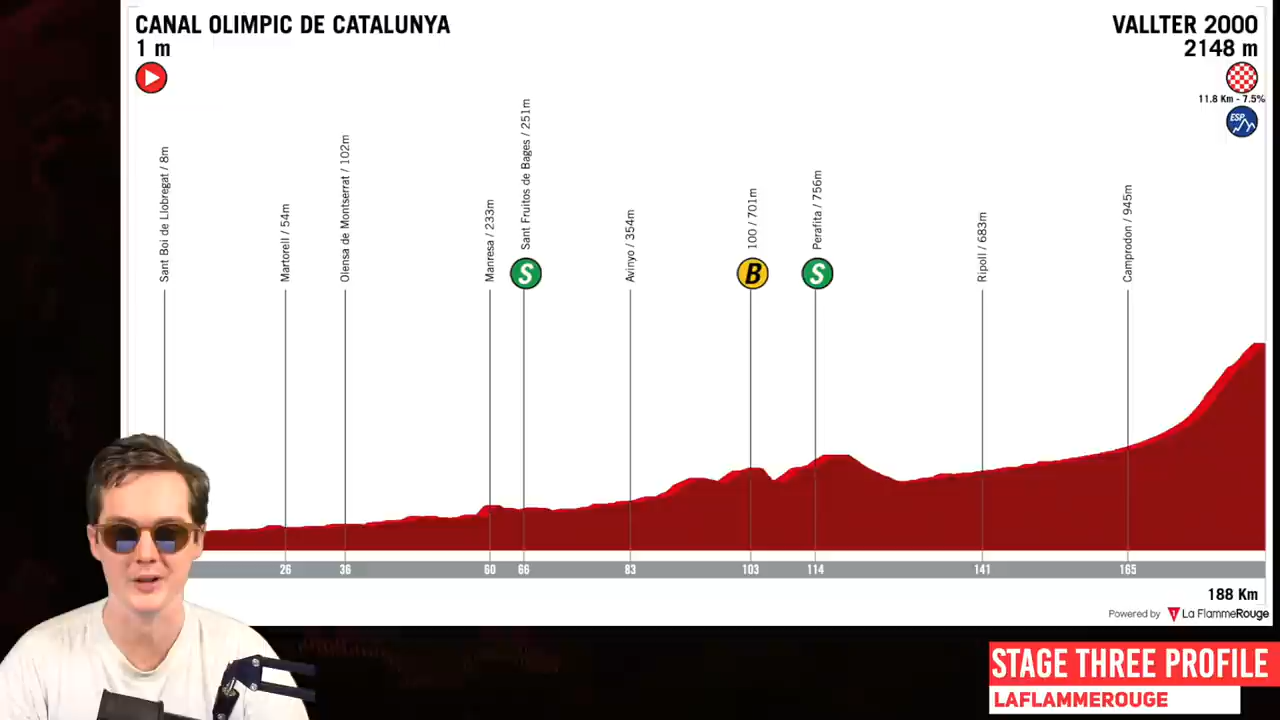 CANAL OLIMPIC DE CATALUNYA
1 m
VALLTER 2000
2148 m
11.8 Km - 7.5%
ESP
Sant Boi de Llobregat / 8m
Martorell / 54m
Olensa de Montserrat / 102m
Manresa / 233m
Sant Fruitos de Bages / 251m
S
Avinyo / 354m
100 / 701m
B
Perafita / 756m
S
Ripoll / 683m
Camprodon / 945m
26 36 60 66 83 103 114 141 165
188 Km
Powered by La FlammeRouge
STAGE THREE PROFILE
LAFLAMMEROUGE